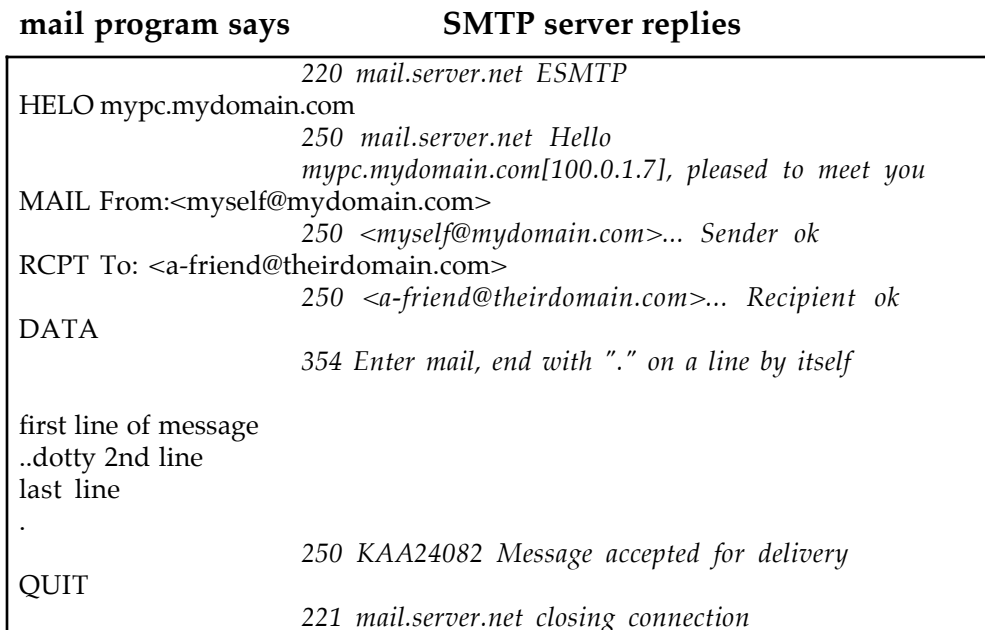 mail program says SMTP server replies
220 mail.server.net ESMTP
HELO mypc.mydomain.com
250 mail.server.net Hello
mypc.mydomain.com[100.0.1.7], pleased to meet you
MAIL From:<myself@mydomain.com>
250 <myself@mydomain.com>... Sender ok
RCPT To: <a-friend@theirdomain.com>
250 <a-friend@theirdomain.com>... Recipient ok
DATA
354 Enter mail, end with "." on a line by itself
first line of message
..dotty 2nd line
last line
.
250 KAA24082 Message accepted for delivery
QUIT
221 mail.server.net closing connection